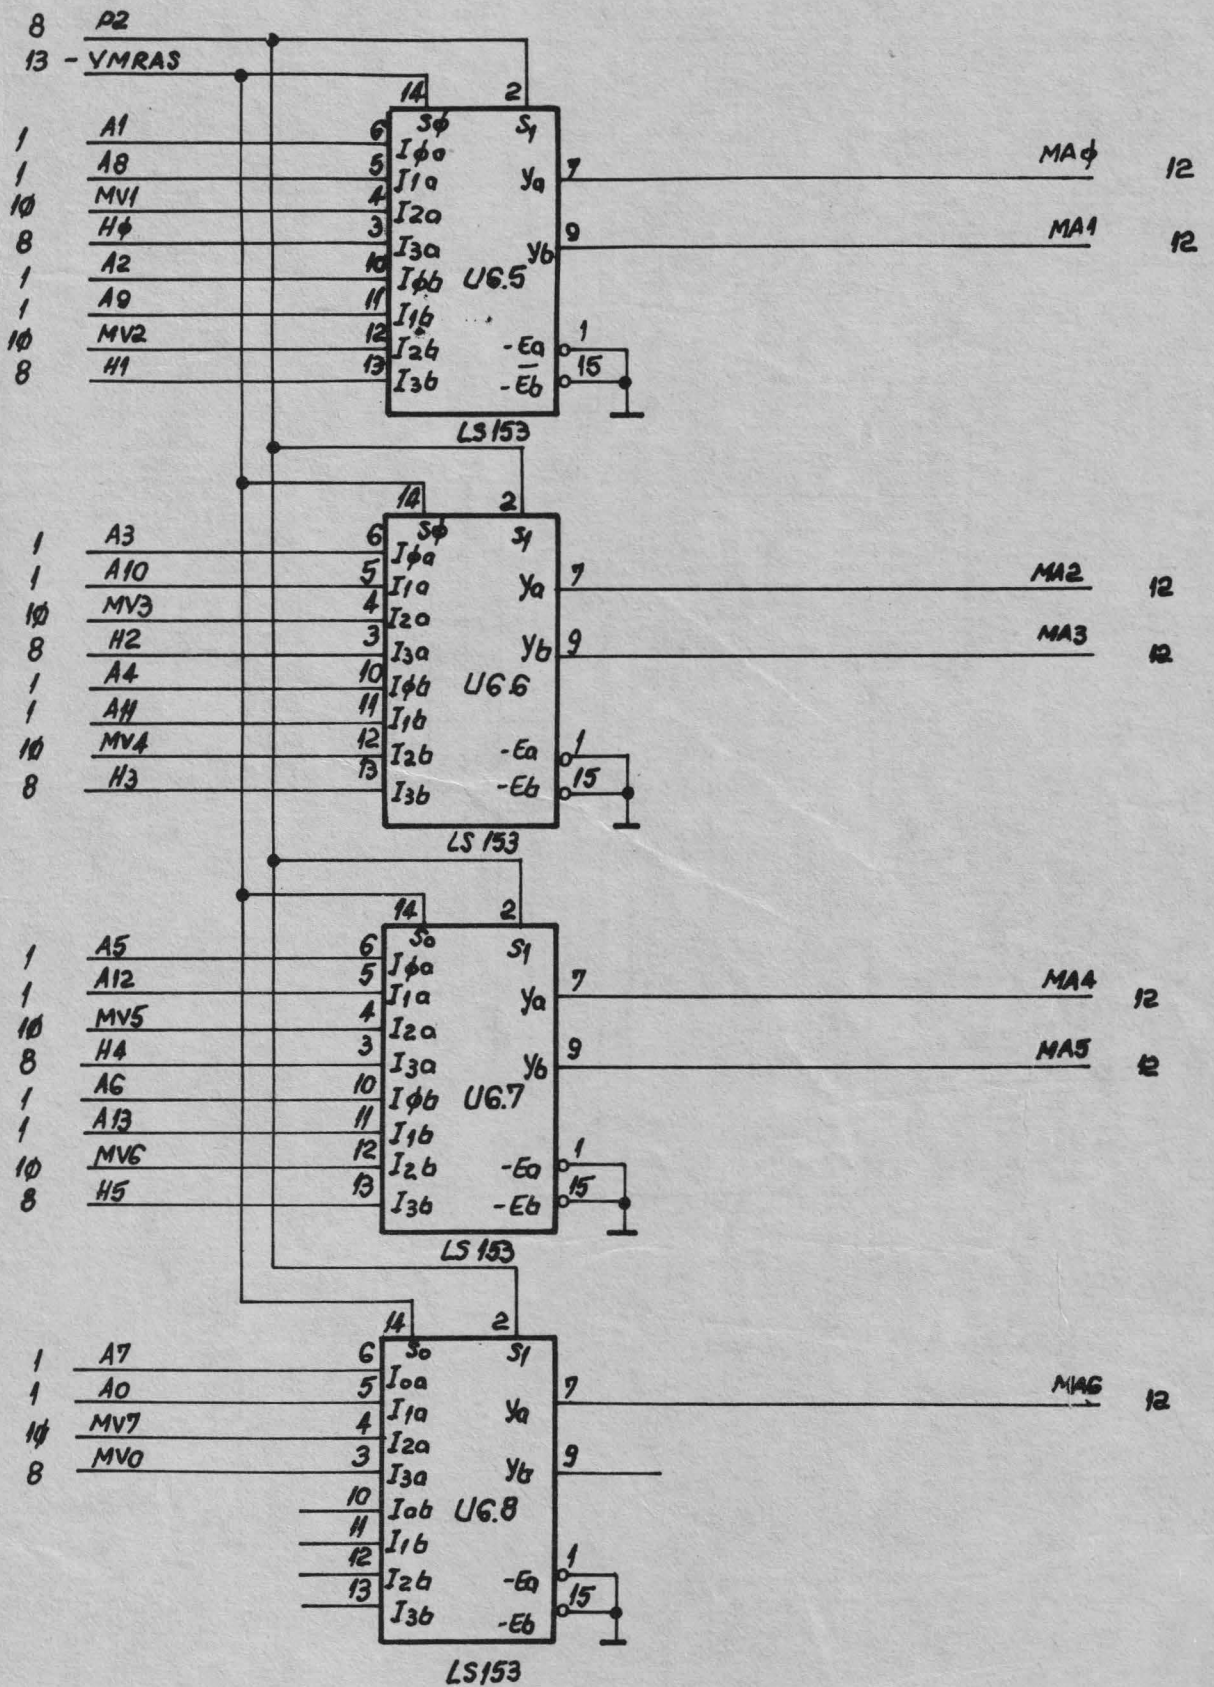 8 P2
13 - VMRAS
14 2
Sϕ S1
1 A1 6 Iϕa
1 A8 5 I1a Ya 7 MAϕ 12
1ϕ MV1 4 I2a
8 Hϕ 3 I3a Yb 9 MA1 12
1 A2 10 Iϕb U6.5
1 A9 11 I1b
1ϕ MV2 12 I2b -Ea 1
8 H1 13 I3b -Eb 15
LS153
14 2
Sϕ S1
1 A3 6 Iϕa
1 A10 5 I1a Ya 7 MA2 12
1ϕ MV3 4 I2a
8 H2 3 I3a Yb 9 MA3 12
1 A4 10 Iϕb U6.6
1 A11 11 I1b
1ϕ MV4 12 I2b -Ea 1
8 H3 13 I3b -Eb 15
LS 153
14 2
S0 S1
1 A5 6 Iϕa
1 A12 5 I1a Ya 7 MA4 12
1ϕ MV5 4 I2a
8 H4 3 I3a Yb 9 MA5 12
1 A6 10 Iϕb U6.7
1 A13 11 I1b
1ϕ MV6 12 I2b -Ea 1
8 H5 13 I3b -Eb 15
LS 153
14 2
S0 S1
1 A7 6 I0a
1 A0 5 I1a Ya 7 MA6 12
1ϕ MV7 4 I2a
8 MV0 3 I3a Yb 9
10 I0b U6.8
11 I1b
12 I2b -Ea 1
13 I3b -Eb 15
LS153